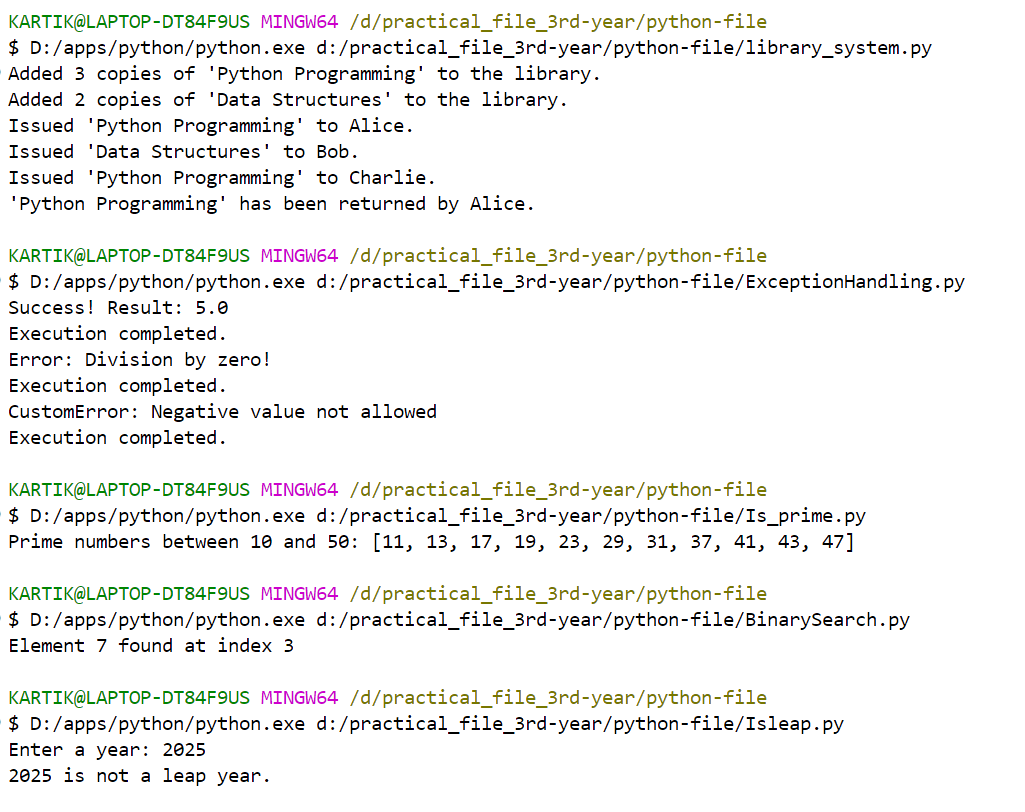 KARTIK@LAPTOP-DT84F9US MINGW64 /d/practical_file_3rd-year/python-file
$ D:/apps/python/python.exe d:/practical_file_3rd-year/python-file/library_system.py
Added 3 copies of 'Python Programming' to the library.
Added 2 copies of 'Data Structures' to the library.
Issued 'Python Programming' to Alice.
Issued 'Data Structures' to Bob.
Issued 'Python Programming' to Charlie.
'Python Programming' has been returned by Alice.

KARTIK@LAPTOP-DT84F9US MINGW64 /d/practical_file_3rd-year/python-file
$ D:/apps/python/python.exe d:/practical_file_3rd-year/python-file/ExceptionHandling.py
Success! Result: 5.0
Execution completed.
Error: Division by zero!
Execution completed.
CustomError: Negative value not allowed
Execution completed.

KARTIK@LAPTOP-DT84F9US MINGW64 /d/practical_file_3rd-year/python-file
$ D:/apps/python/python.exe d:/practical_file_3rd-year/python-file/Is_prime.py
Prime numbers between 10 and 50: [11, 13, 17, 19, 23, 29, 31, 37, 41, 43, 47]

KARTIK@LAPTOP-DT84F9US MINGW64 /d/practical_file_3rd-year/python-file
$ D:/apps/python/python.exe d:/practical_file_3rd-year/python-file/BinarySearch.py
Element 7 found at index 3

KARTIK@LAPTOP-DT84F9US MINGW64 /d/practical_file_3rd-year/python-file
$ D:/apps/python/python.exe d:/practical_file_3rd-year/python-file/Isleap.py
Enter a year: 2025
2025 is not a leap year.